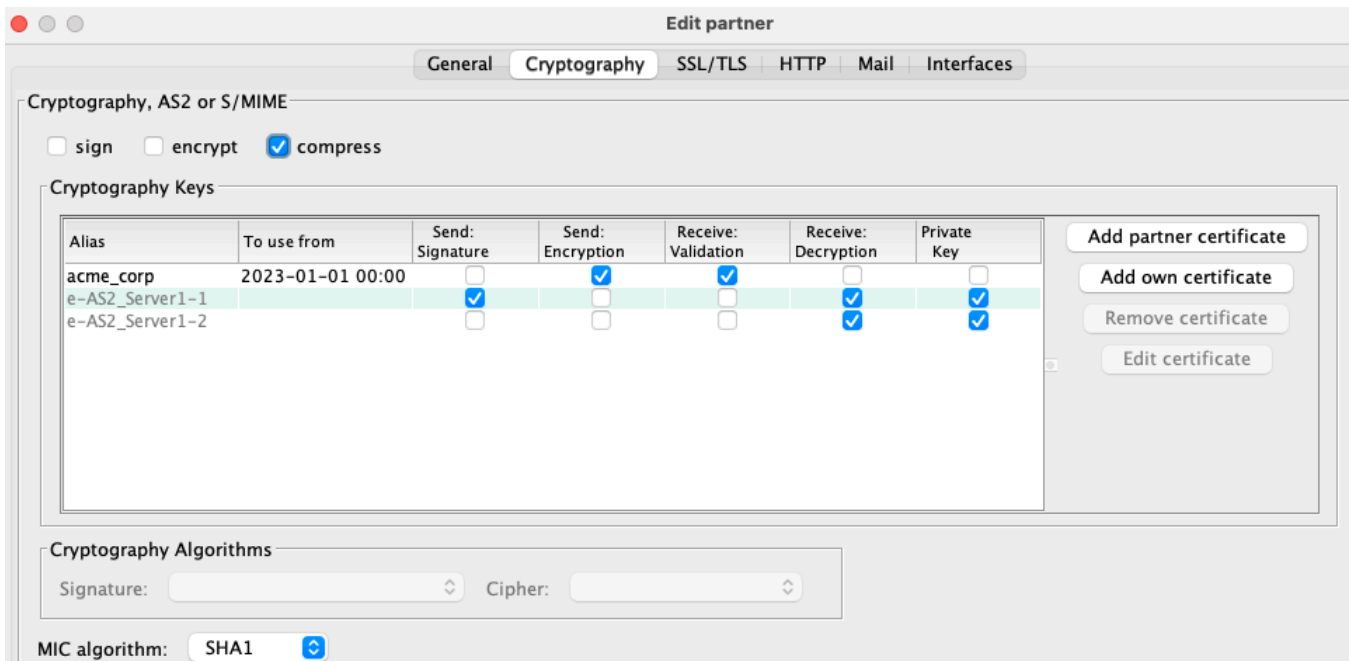 Edit partner
General Cryptography SSL/TLS HTTP Mail Interfaces
Cryptography, AS2 or S/MIME
sign encrypt compress
Cryptography Keys
Alias To use from Send: Signature Send: Encryption Receive: Validation Receive: Decryption Private Key
acme_corp 2023-01-01 00:00
e-AS2_Server1-1
e-AS2_Server1-2
Add partner certificate
Add own certificate
Remove certificate
Edit certificate
Cryptography Algorithms
Signature: Cipher:
MIC algorithm: SHA1